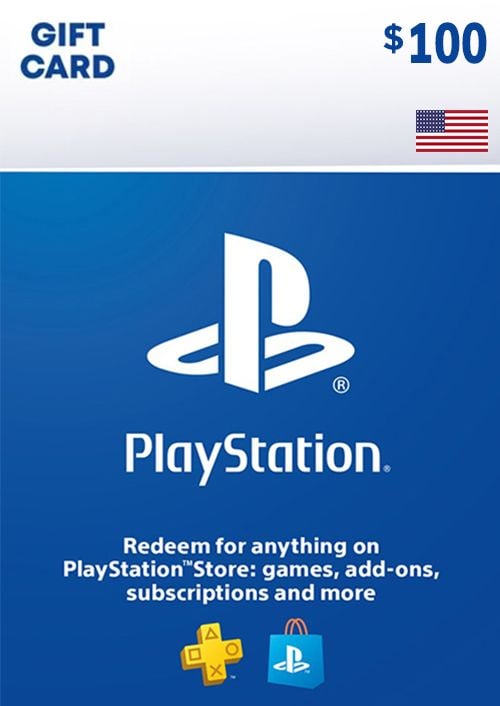 GIFT
CARD
$100
PlayStation®
Redeem for anything on
PlayStation™Store: games, add-ons,
subscriptions and more